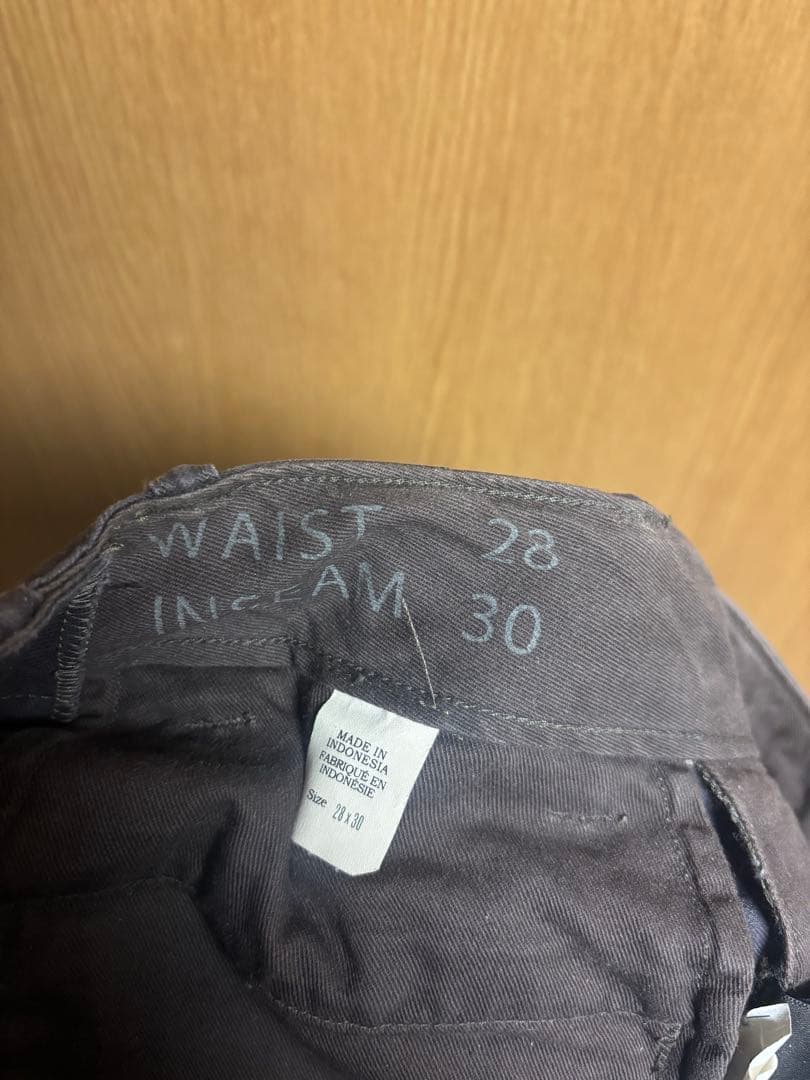 WAIST 28
INSEAM 30
MADE IN
INDONESIA
FABRIQUÉ EN
INDONÉSIE
Size 28 x 30